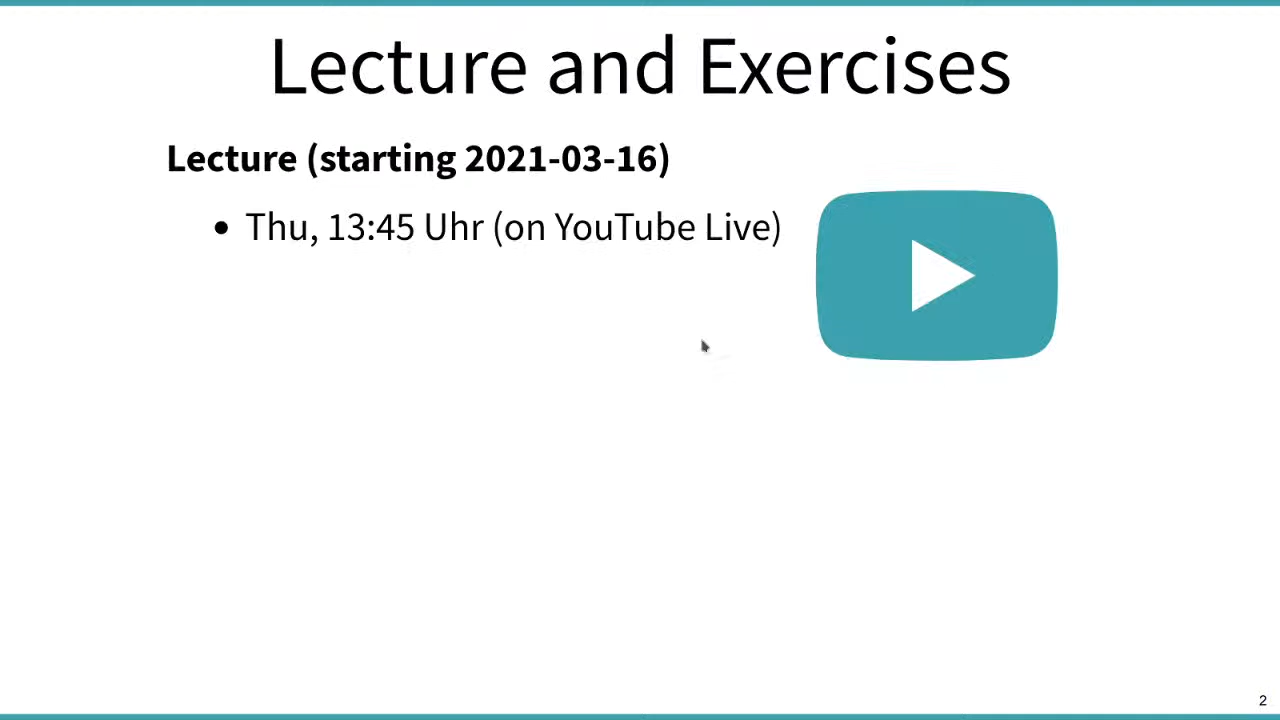 Lecture and Exercises
Lecture (starting 2021-03-16)
• Thu, 13:45 Uhr (on YouTube Live)
2